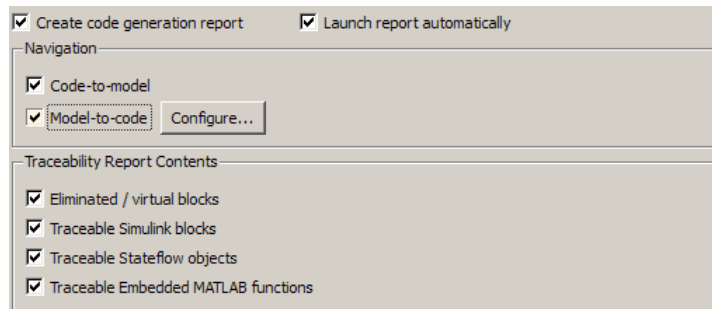 Create code generation report Launch report automatically
Navigation
Code-to-model
Model-to-code Configure...
Traceability Report Contents
Eliminated / virtual blocks
Traceable Simulink blocks
Traceable Stateflow objects
Traceable Embedded MATLAB functions